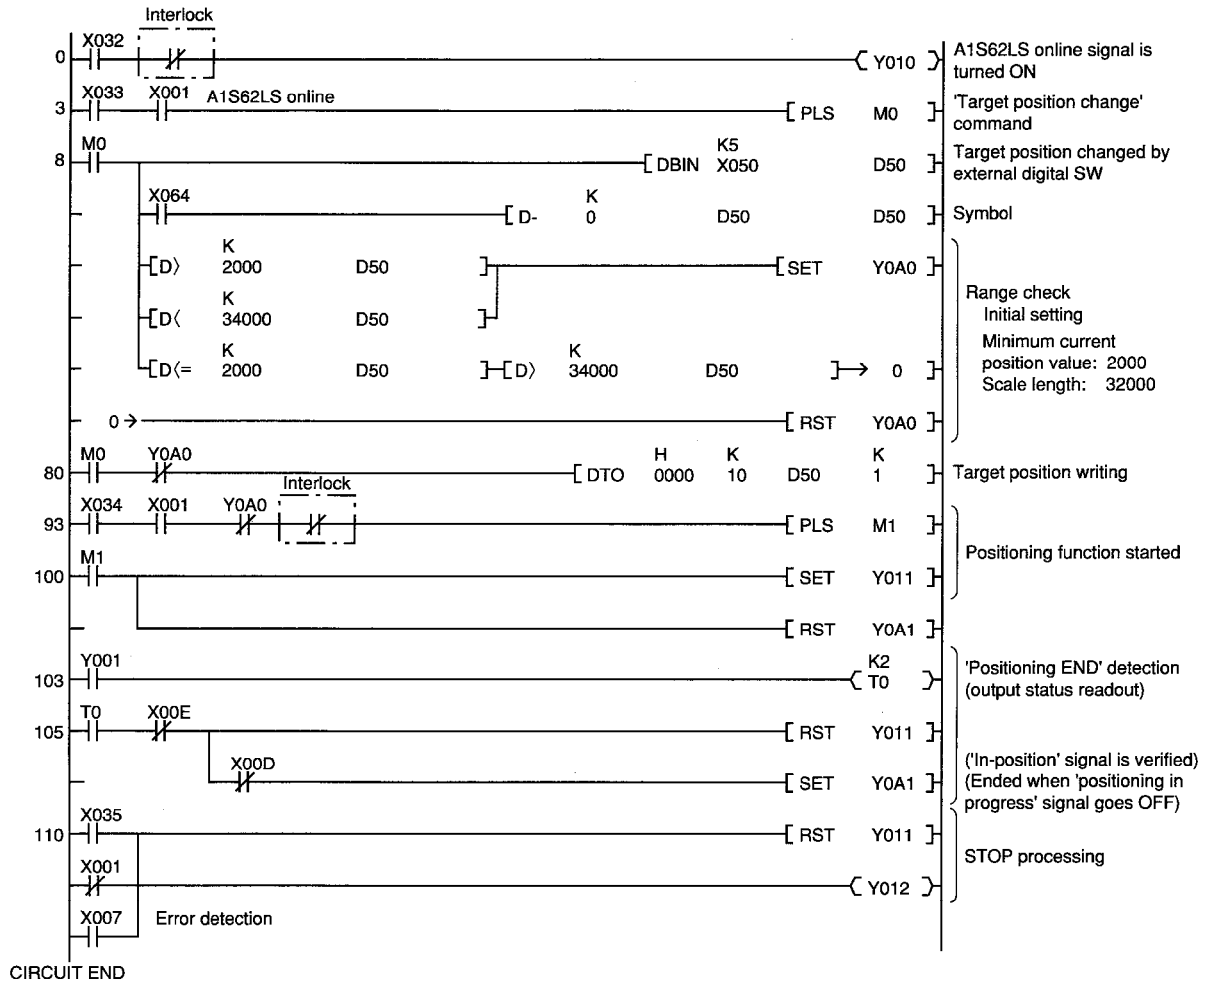 Interlock
X032
0 Y010 A1S62LS online signal is
turned ON
X033 X001 A1S62LS online
3 PLS M0 'Target position change'
command
M0 K5
8 DBIN X050 D50 Target position changed by
external digital SW
X064 K
D- 0 D50 D50 Symbol
K
D> 2000 D50 SET Y0A0
K
D< 34000 D50
Range check
Initial setting
Minimum current
position value: 2000
Scale length: 32000
K K
D<= 2000 D50 D> 34000 D50 → 0
0 → RST Y0A0
M0 Y0A0 H K K
80 DTO 0000 10 D50 1 Target position writing
Interlock
X034 X001 Y0A0
93 PLS M1
Positioning function started
M1
100 SET Y011
RST Y0A1
Y001 K2
103 T0 'Positioning END' detection
(output status readout)
T0 X00E
105 RST Y011
X00D
SET Y0A1
('In-position' signal is verified)
(Ended when 'positioning in
progress' signal goes OFF)
X035
110 RST Y011
STOP processing
X001
Y012
X007 Error detection
CIRCUIT END